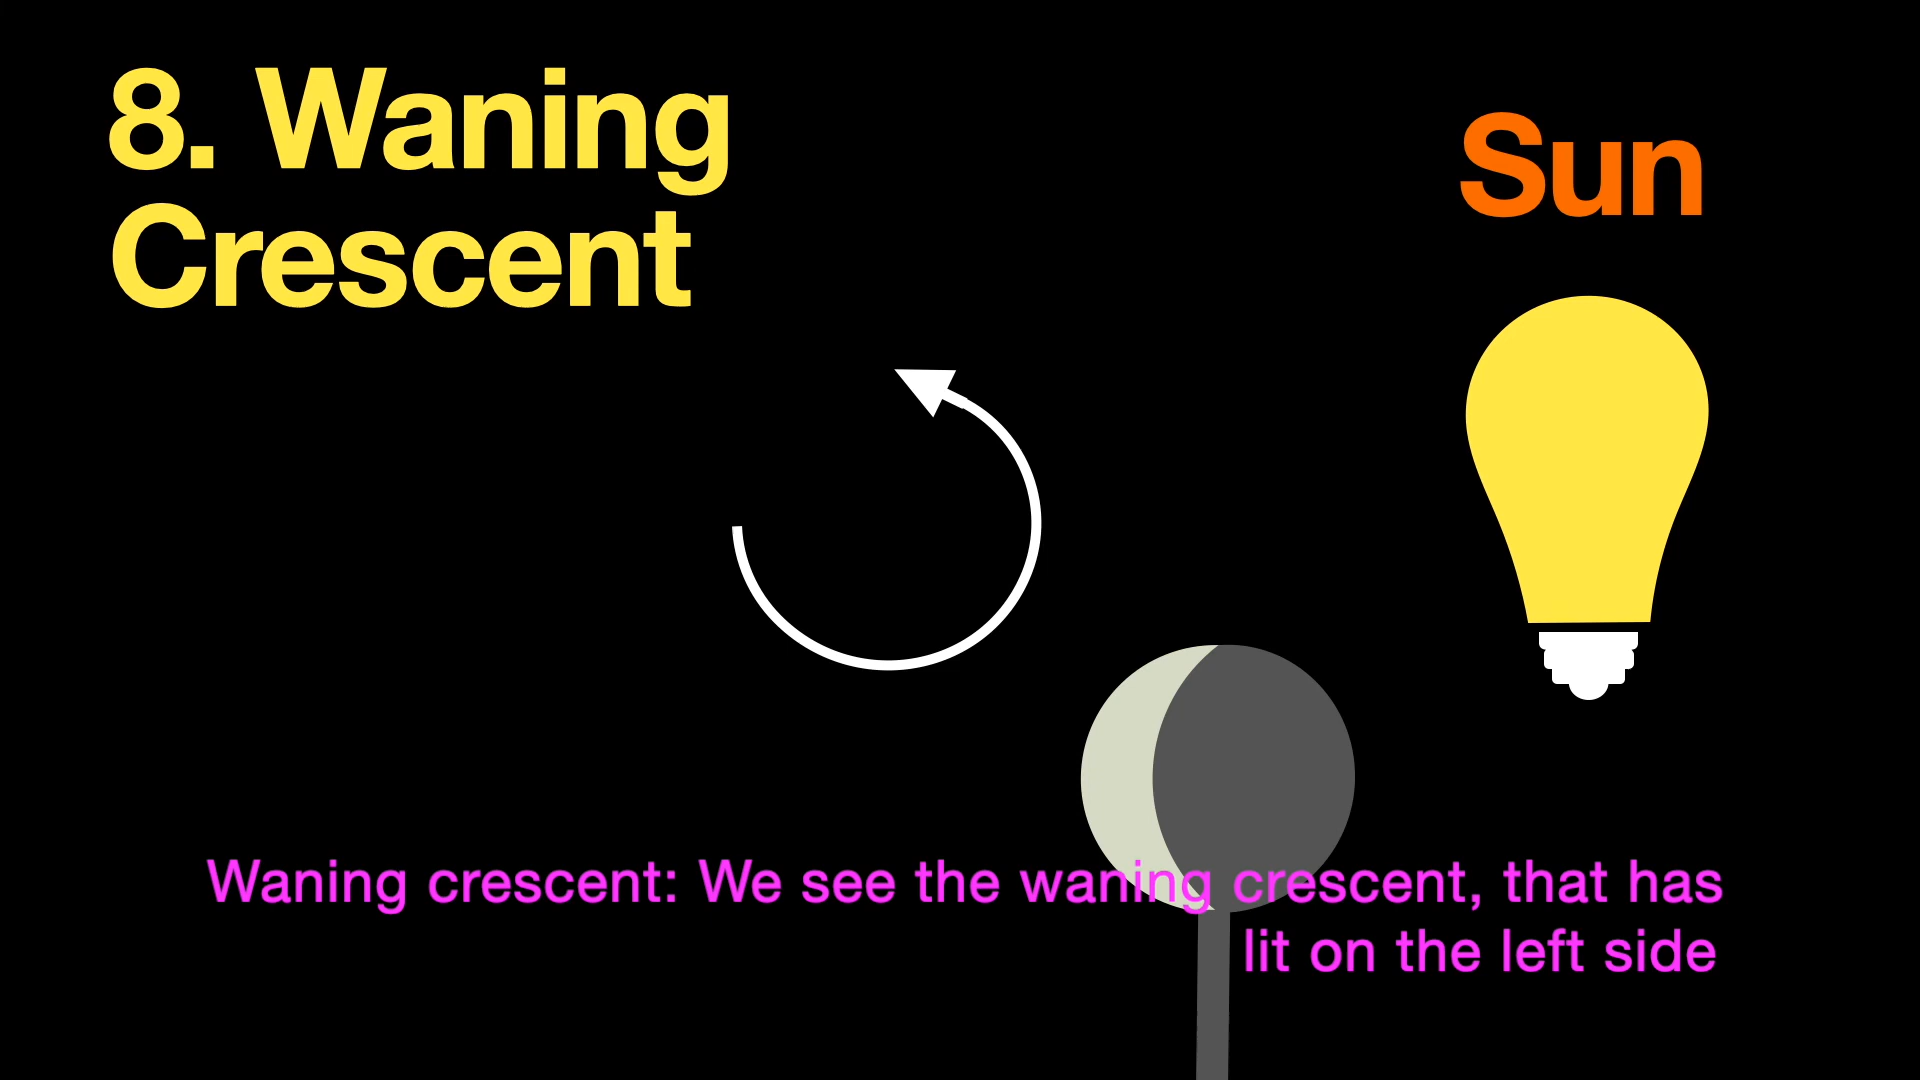 8. Waning
Crescent
Sun
Waning crescent: We see the waning crescent, that has
lit on the left side